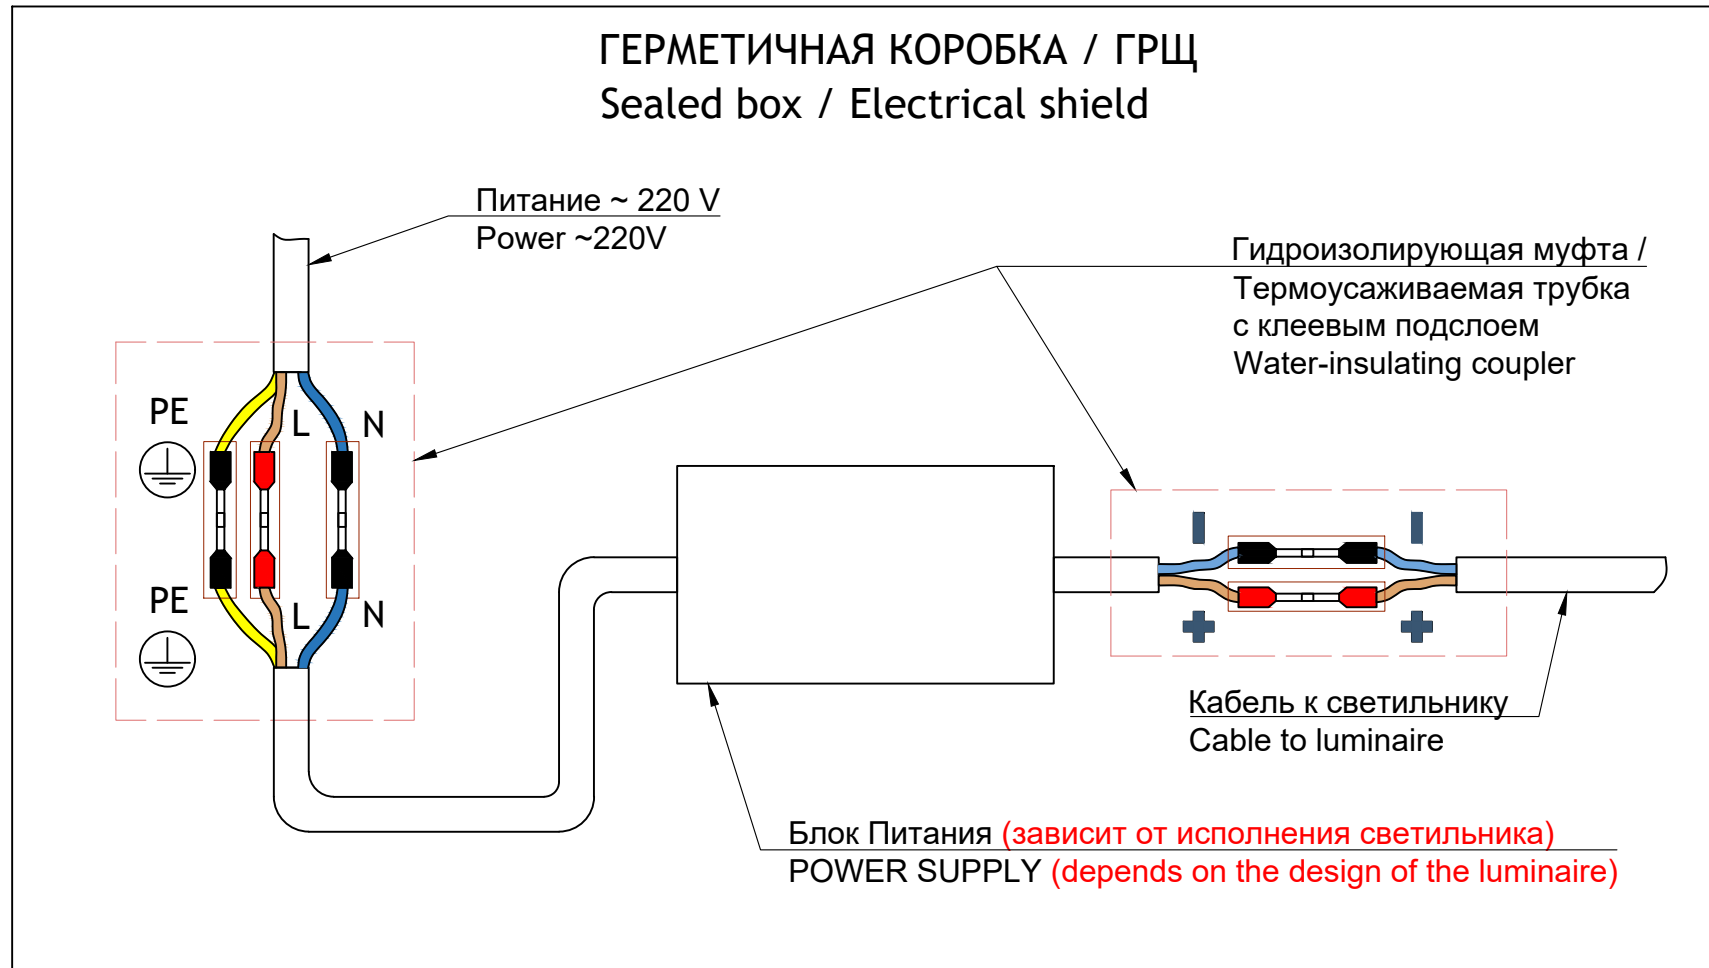 ГЕРМЕТИЧНАЯ КОРОБКА / ГРЩ
Sealed box / Electrical shield
Питание ~ 220 V
Power ~220V
Гидроизолирующая муфта /
Термоусаживаемая трубка
с клеевым подслоем
Water-insulating coupler
PE
L
N
PE
L
N
Кабель к светильнику
Cable to luminaire
Блок Питания (зависит от исполнения светильника)
POWER SUPPLY (depends on the design of the luminaire)